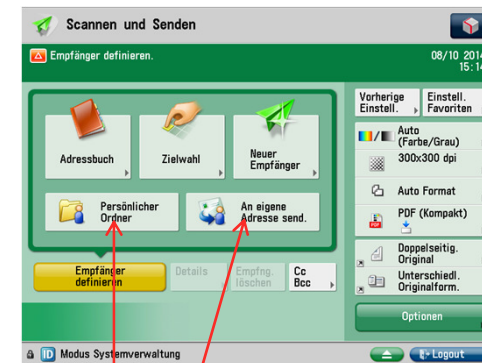 Scannen und Senden
Empfänger definieren.
08/10 2014
15:14
Adressbuch
Zielwahl
Neuer
Empfänger
Persönlicher
Ordner
An eigene
Adresse send.
Empfänger
definieren
Details
Empfng.
löschen
Cc
Bcc
Vorherige
Einstell.
Einstell.
Favoriten
Auto
(Farbe/Grau)
300x300 dpi
Auto Format
PDF (Kompakt)
Doppelseitig.
Original
Unterschiedl.
Originalform.
Optionen
ID Modus Systemverwaltung
Logout